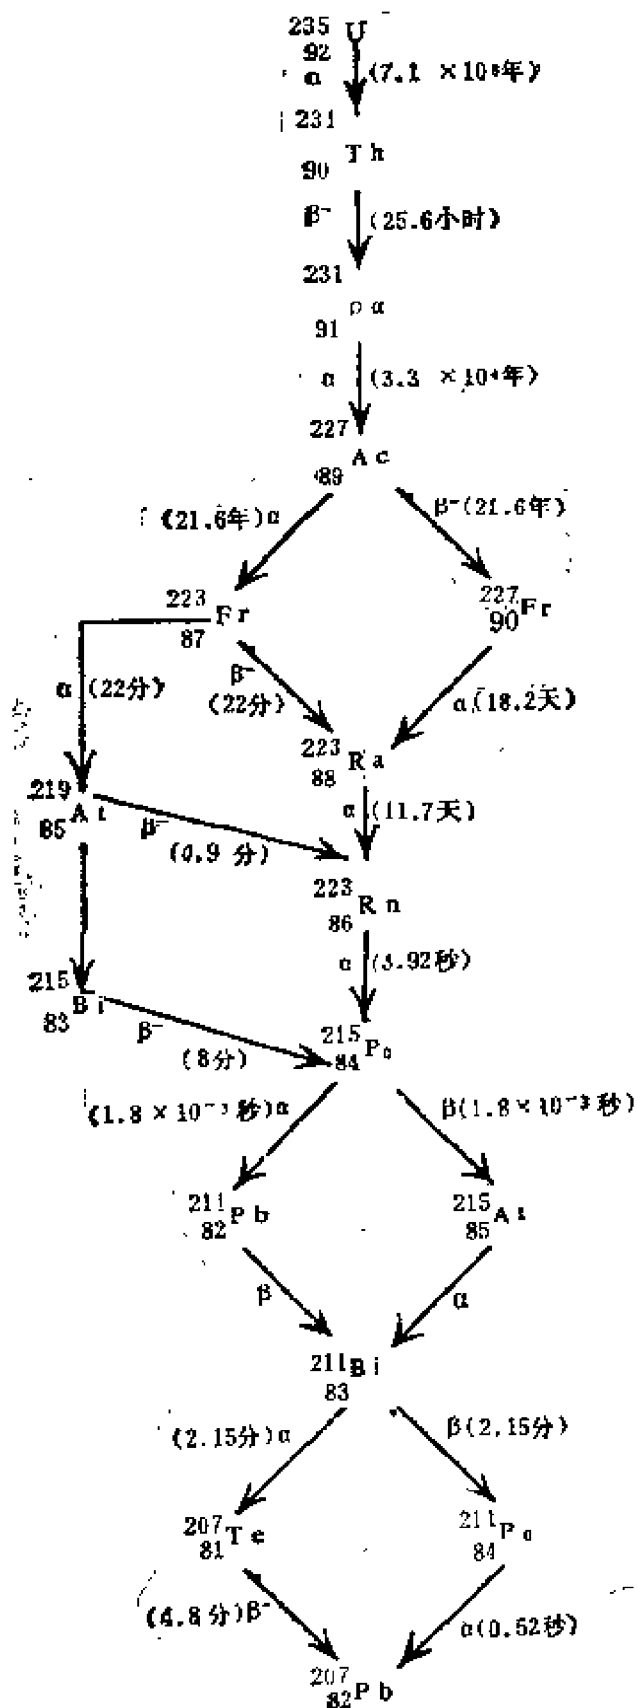 235
92 U
α (7.1 ×10⁸年)
231
90 Th
β⁻ (25.6小时)
231
91 pα
α (3.3 ×10⁴年)
227
89 Ac
(21.6年)α β⁻(21.6年)
223
87 Fr
227
90 Fr
α (22分)
β⁻
(22分)
α(18.2天)
223
88 Ra
219
85 At
α(11.7天)
β⁻
(0.9 分)
223
86 Rn
α (3.92秒)
215
83 Bi
β⁻
(8分)
215
84 Po
(1.8×10⁻³秒)α β(1.8×10⁻³秒)
211
82 Pb
215
85 At
β α
211
83 Bi
(2.15分)α β(2.15分)
207
81 Te
211
84 Po
(4.8分)β⁻ α(0.52秒)
207
82 Pb